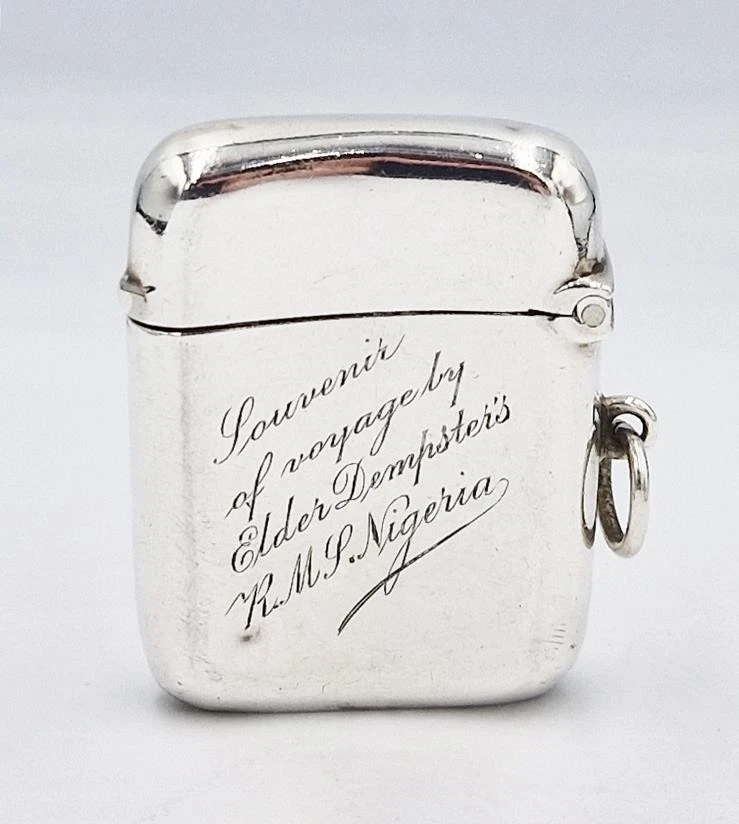 Souvenir
of voyage by
Elder Dempster's
R.M.S. Nigeria